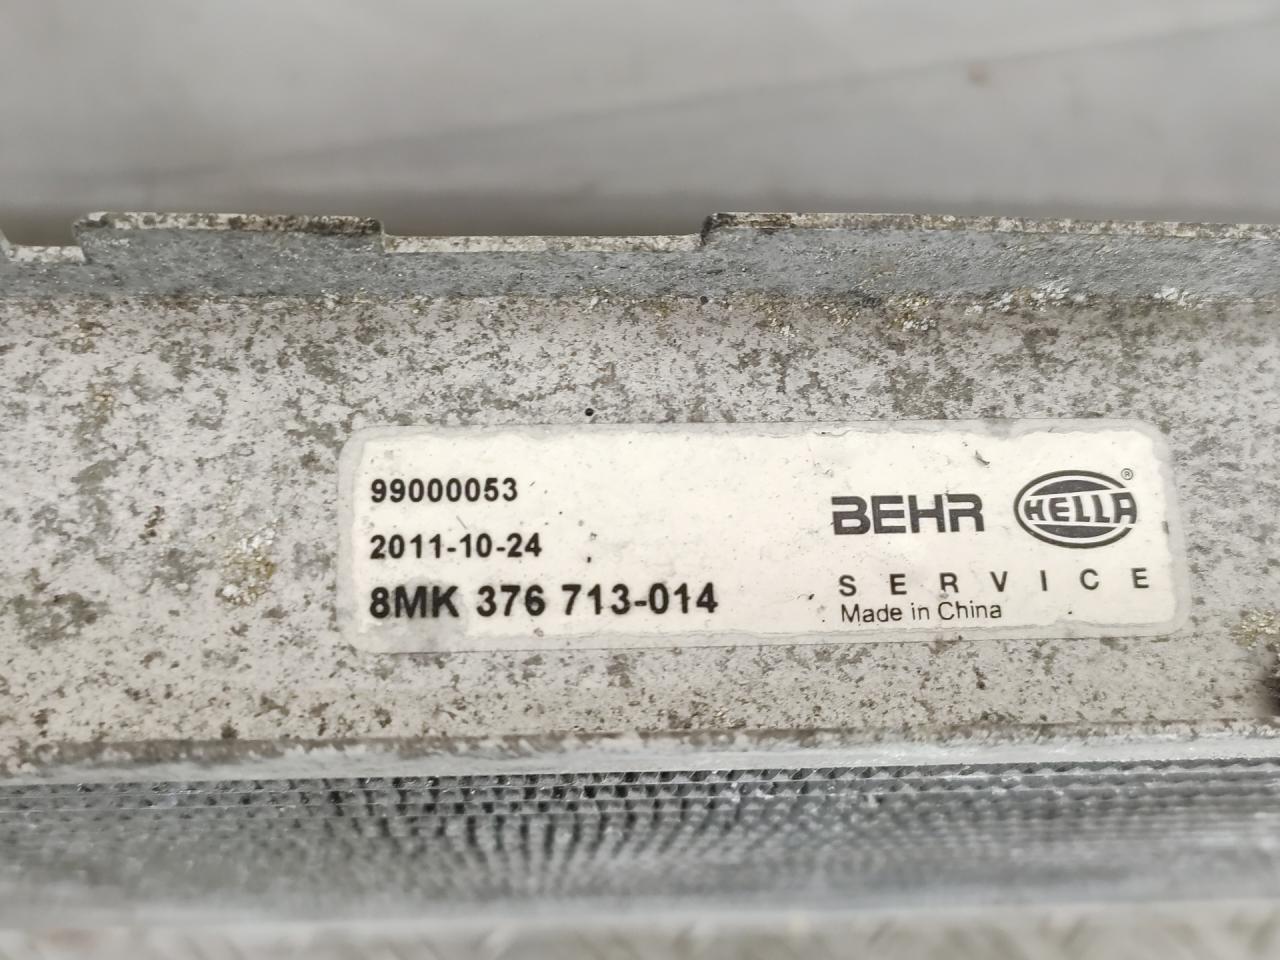 99000053
2011-10-24
8MK 376 713-014
BEHR HELLA®
SERVICE
Made in China